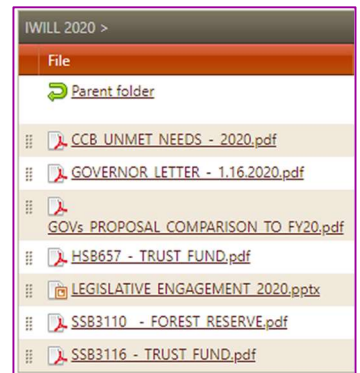 IWILL 2020 >
File
Parent folder
CCB UNMET NEEDS - 2020.pdf
GOVERNOR LETTER - 1.16.2020.pdf
GOVs PROPOSAL COMPARISON TO FY20.pdf
HSB657 - TRUST FUND.pdf
LEGISLATIVE ENGAGEMENT 2020.pptx
SSB3110 - FOREST RESERVE.pdf
SSB3116 - TRUST FUND.pdf